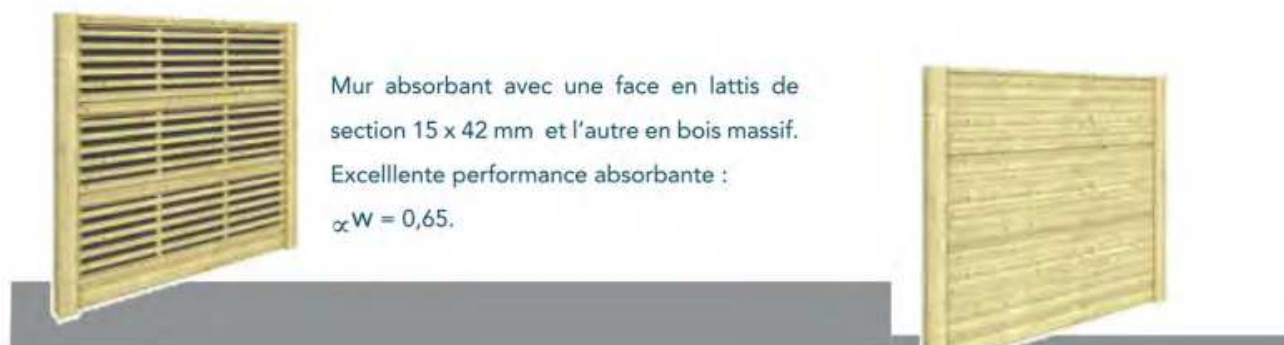 Mur absorbant avec une face en lattis de
section 15 x 42 mm et l'autre en bois massif.
Excelllente performance absorbante :
∝w = 0,65.